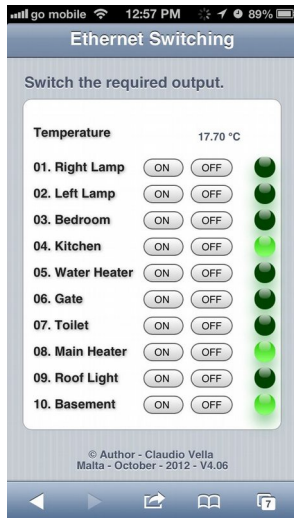 go mobile 12:57 PM 89%
Ethernet Switching
Switch the required output.
Temperature 17.70 °C
01. Right Lamp ON OFF
02. Left Lamp ON OFF
03. Bedroom ON OFF
04. Kitchen ON OFF
05. Water Heater ON OFF
06. Gate ON OFF
07. Toilet ON OFF
08. Main Heater ON OFF
09. Roof Light ON OFF
10. Basement ON OFF
© Author - Claudio Vella
Malta - October - 2012 - V4.06
7